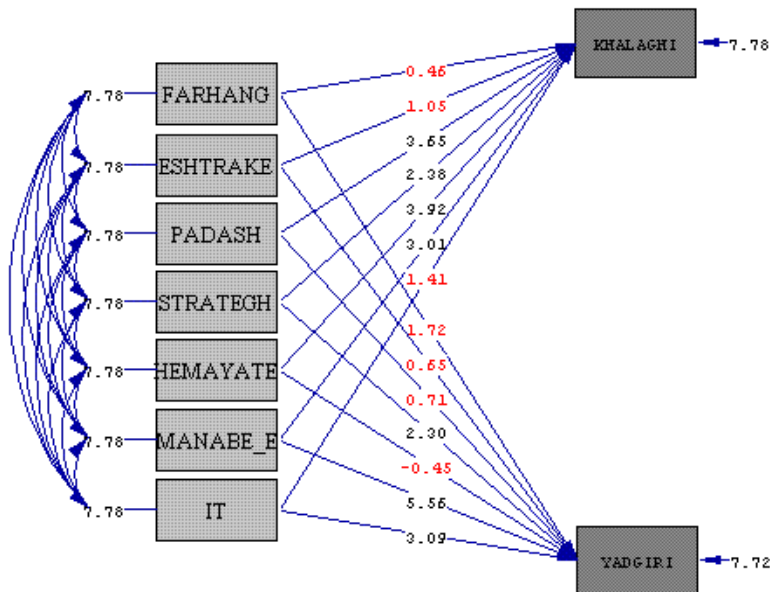 KHALAGHI
7.78
0.46
7.78
FARHANG
1.05
3.65
7.78
ESHTRAKE
2.38
3.92
7.78
PADASH
3.01
1.41
7.78
STRATEGH
1.72
0.65
7.78
HEMAYATE
0.71
2.30
7.78
MANABE_E
-0.45
5.56
7.78
IT
3.09
YADGIRI
7.72